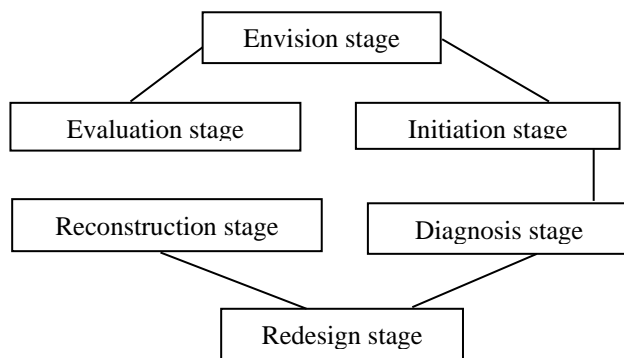 Envision stage
Evaluation stage
Initiation stage
Reconstruction stage
Diagnosis stage
Redesign stage